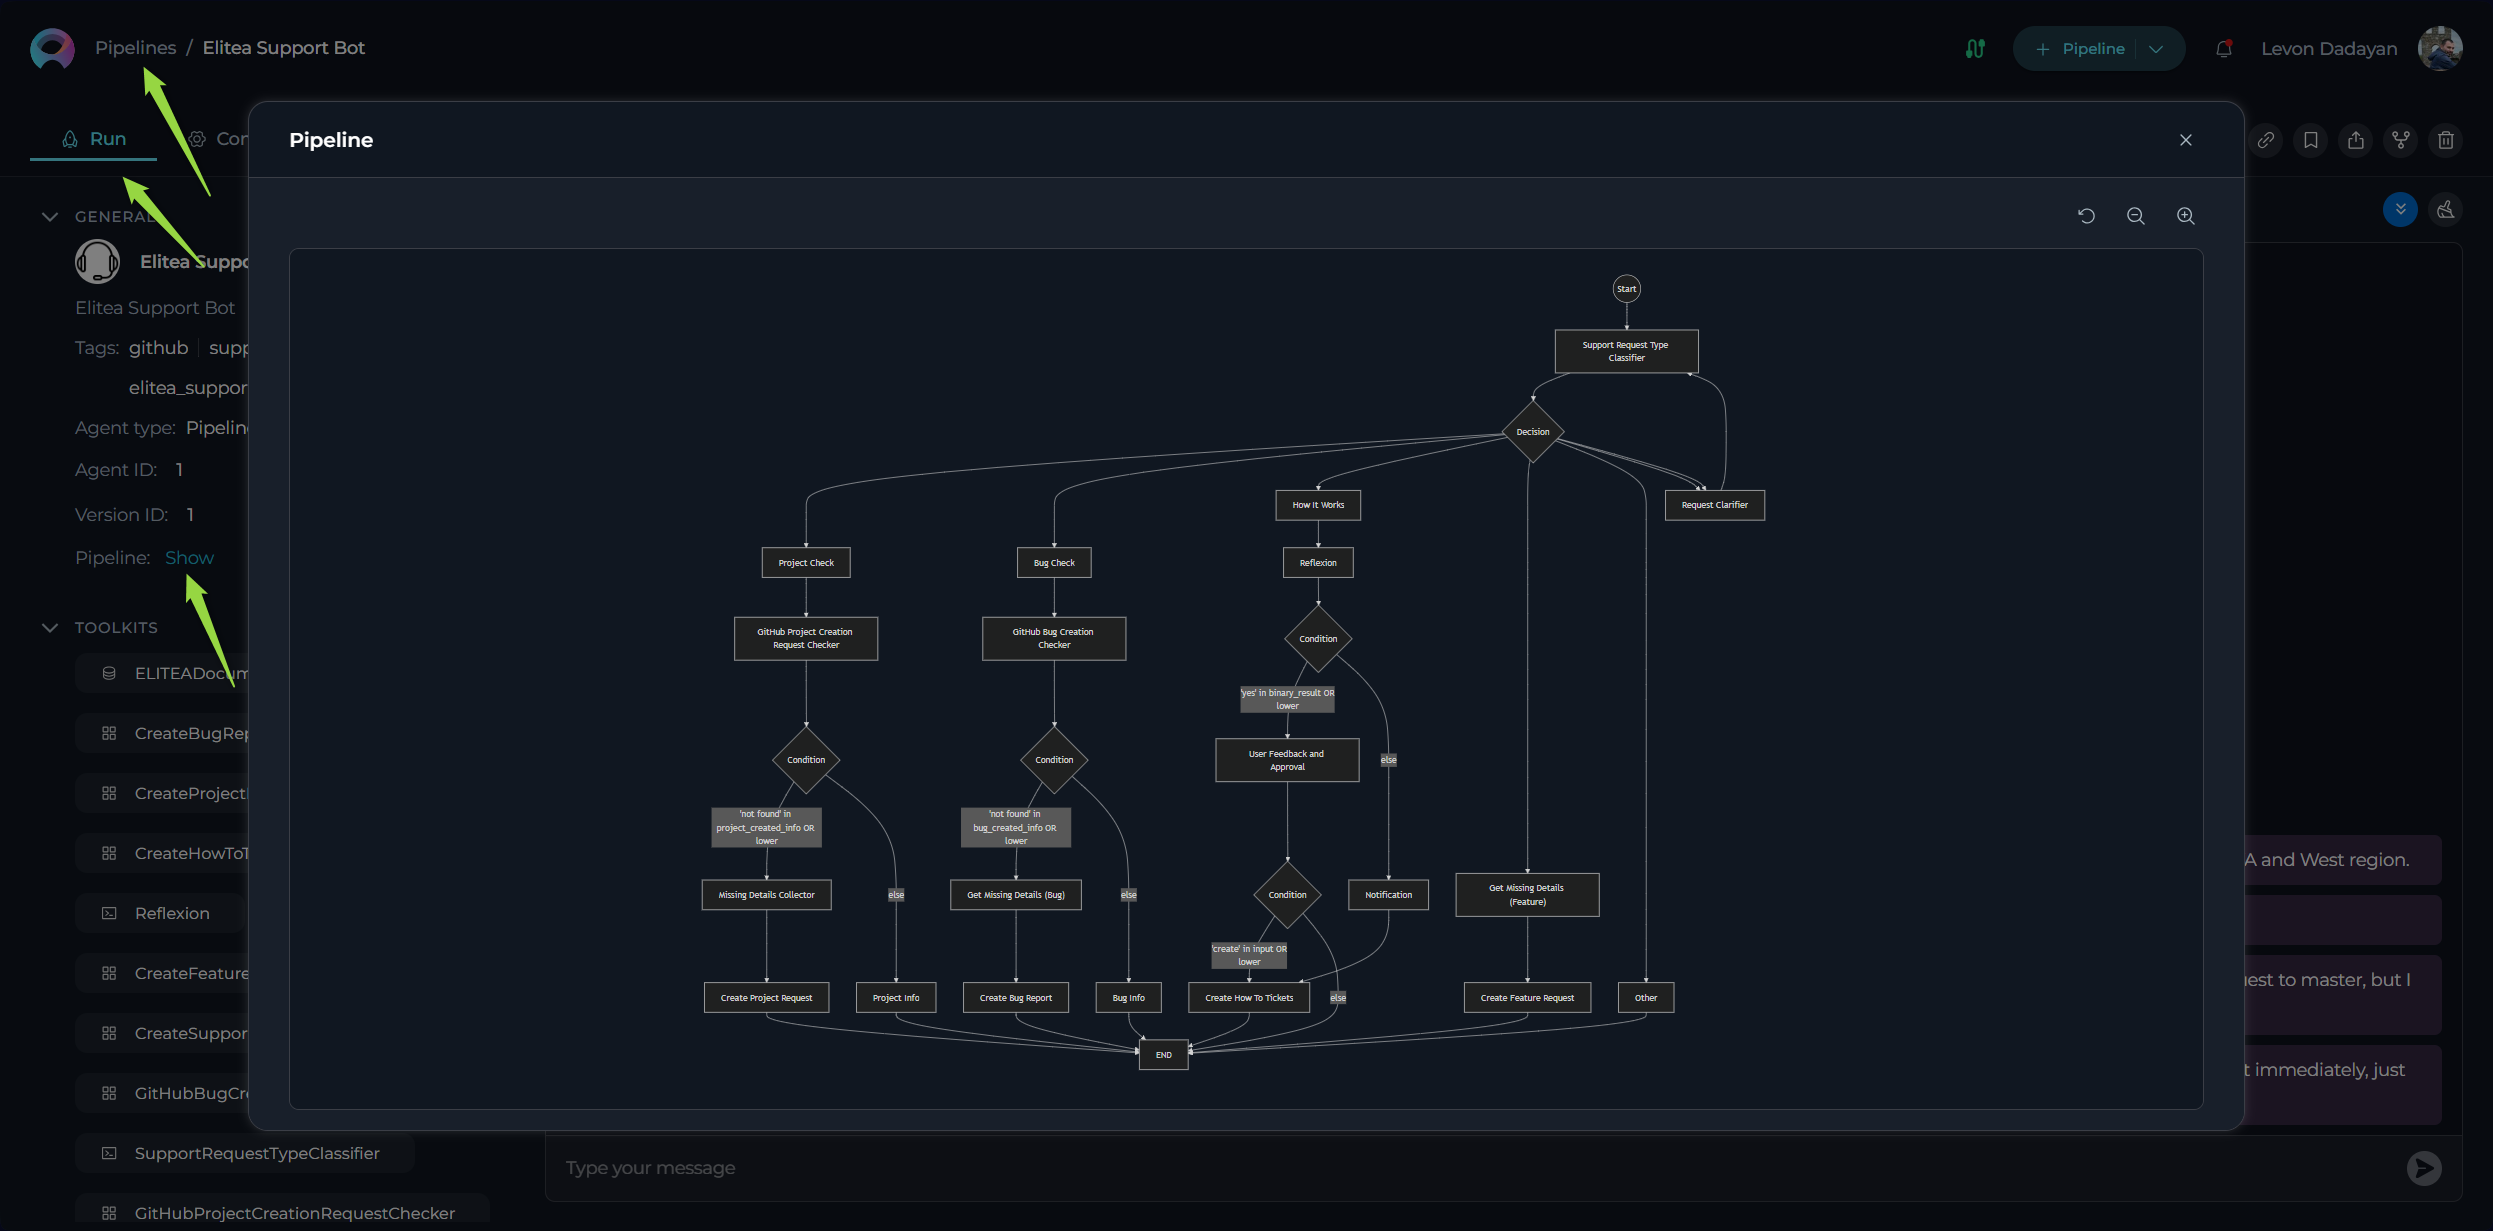 Pipelines / Elitea Support Bot
Pipeline
Levon Dadayan
Run
Con
Pipeline
GENERAL
Elitea Suppo
Elitea Support Bot
Tags: github supp
elitea_suppor
Agent type: Pipeline
Agent ID: 1
Version ID: 1
Pipeline: Show
TOOLKITS
ELITEADocum
CreateBugRep
CreateProject
CreateHowToT
Reflexion
CreateFeature
CreateSuppor
GitHubBugCre
SupportRequestTypeClassifier
GitHubProjectCreationRequestChecker
Start
Support Request Type
Classifier
Decision
How It Works
Request Clarifier
Project Check
Bug Check
Reflexion
GitHub Project Creation
Request Checker
GitHub Bug Creation
Checker
Condition
'yes' in binary_result OR
lower
User Feedback and
Approval
else
Condition
Condition
'not found' in
project_created_info OR
lower
'not found' in
bug_created_info OR
lower
Missing Details Collector
else
Get Missing Details (Bug)
else
Condition
Notification
Get Missing Details
(Feature)
'create' in input OR
lower
Create Project Request
Project Info
Create Bug Report
Bug Info
Create How To Tickets
else
Create Feature Request
Other
END
A and West region.
est to master, but I
t immediately, just
Type your message